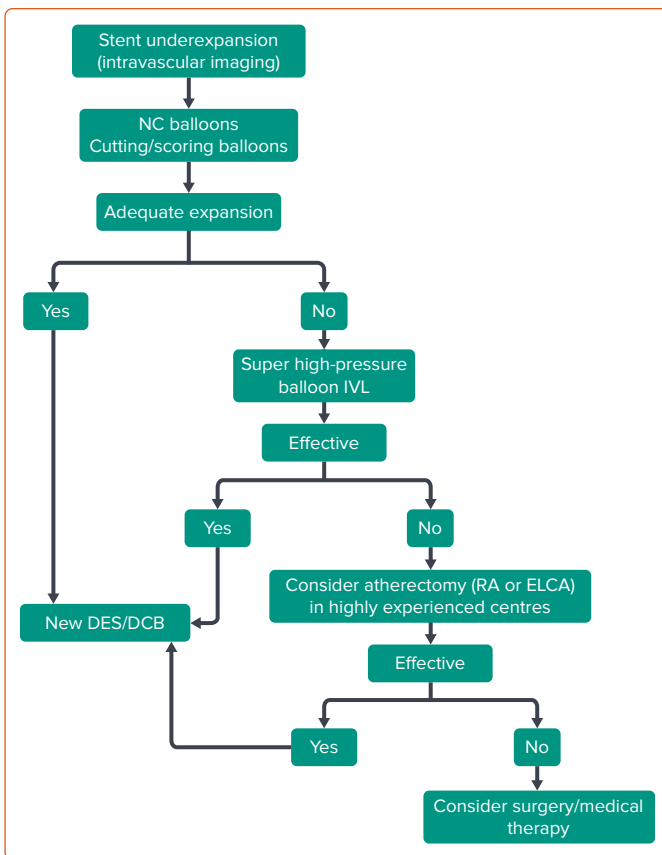 Stent underexpansion
(intravascular imaging)
NC balloons
Cutting/scoring balloons
Adequate expansion
Yes
No
Super high-pressure
balloon IVL
Effective
Yes
No
Consider atherectomy (RA or ELCA)
in highly experienced centres
New DES/DCB
Effective
Yes
No
Consider surgery/medical
therapy